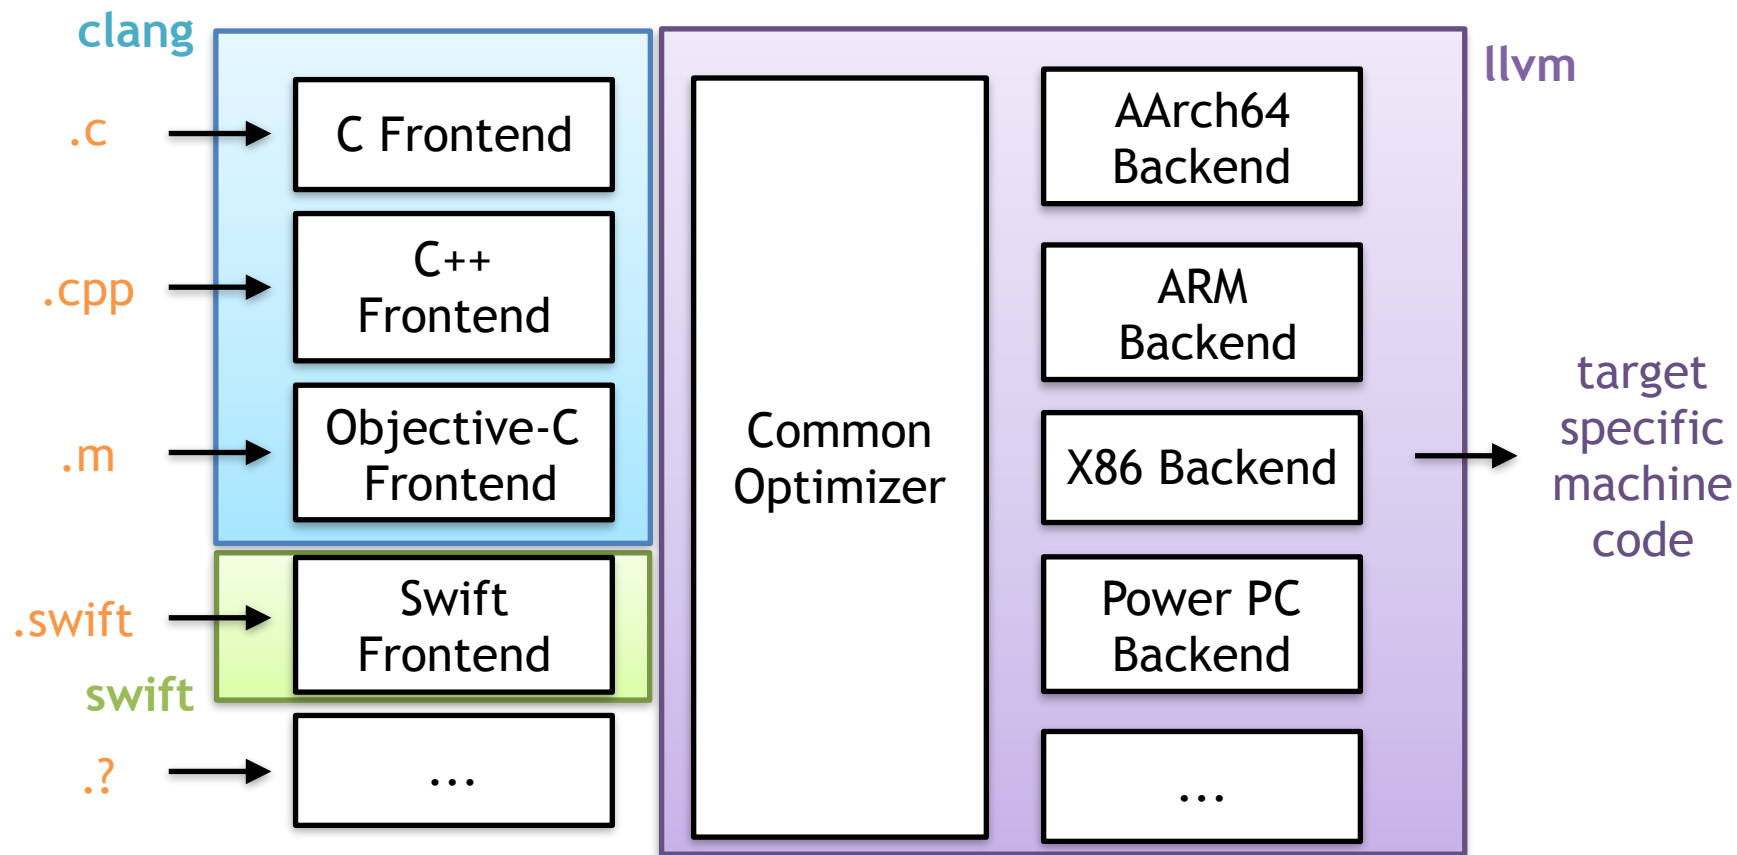 clang
.c
C Frontend
.cpp
C++
Frontend
.m
Objective-C
Frontend
.swift
Swift
Frontend
swift
.?
...
Common
Optimizer
llvm
AArch64
Backend
ARM
Backend
X86 Backend
Power PC
Backend
...
target
specific
machine
code